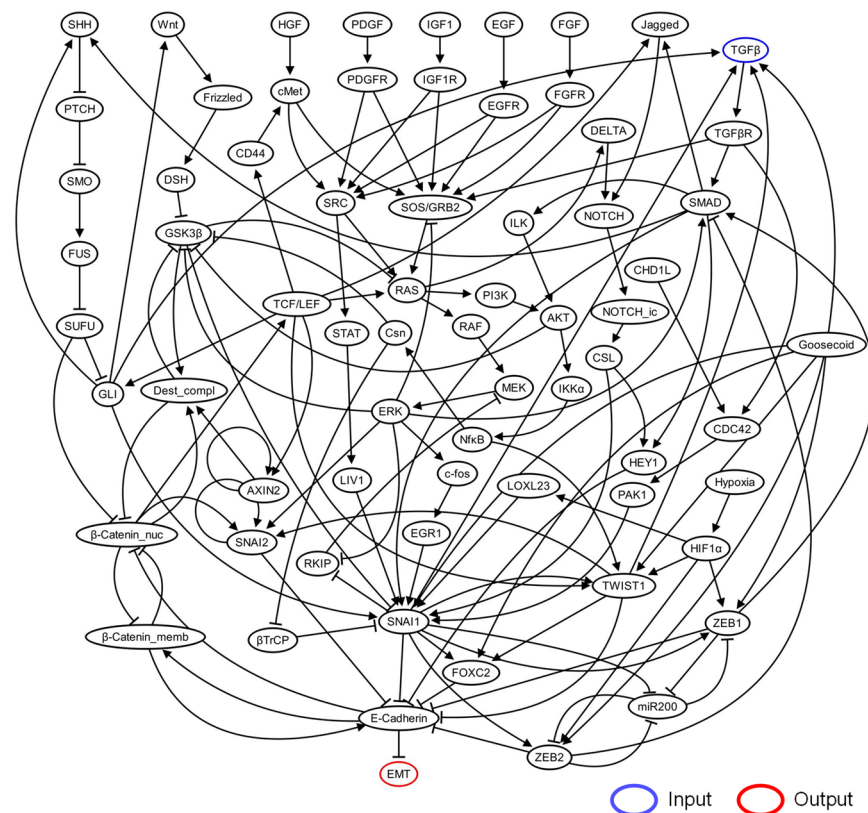 SHH
Wnt
HGF
PDGF
IGF1
EGF
FGF
Jagged
TGFβ
Frizzled
cMet
PDGFR
IGF1R
EGFR
FGFR
PTCH
DELTA
TGFβR
CD44
SMO
DSH
SRC
SOS/GRB2
ILK
NOTCH
SMAD
GSK3β
FUS
CHD1L
RAS
PI3K
TCF/LEF
AKT
NOTCH_ic
SUFU
STAT
Csn
RAF
CSL
Goosecoid
GLI
Dest_compl
MEK
IKKα
ERK
NfκB
CDC42
HEY1
AXIN2
LIV1
c-fos
LOXL23
PAK1
Hypoxia
β-Catenin_nuc
SNAI2
EGR1
RKIP
HIF1α
TWIST1
SNAI1
ZEB1
β-Catenin_memb
βTrCP
FOXC2
miR200
E-Cadherin
ZEB2
EMT
Input
Output